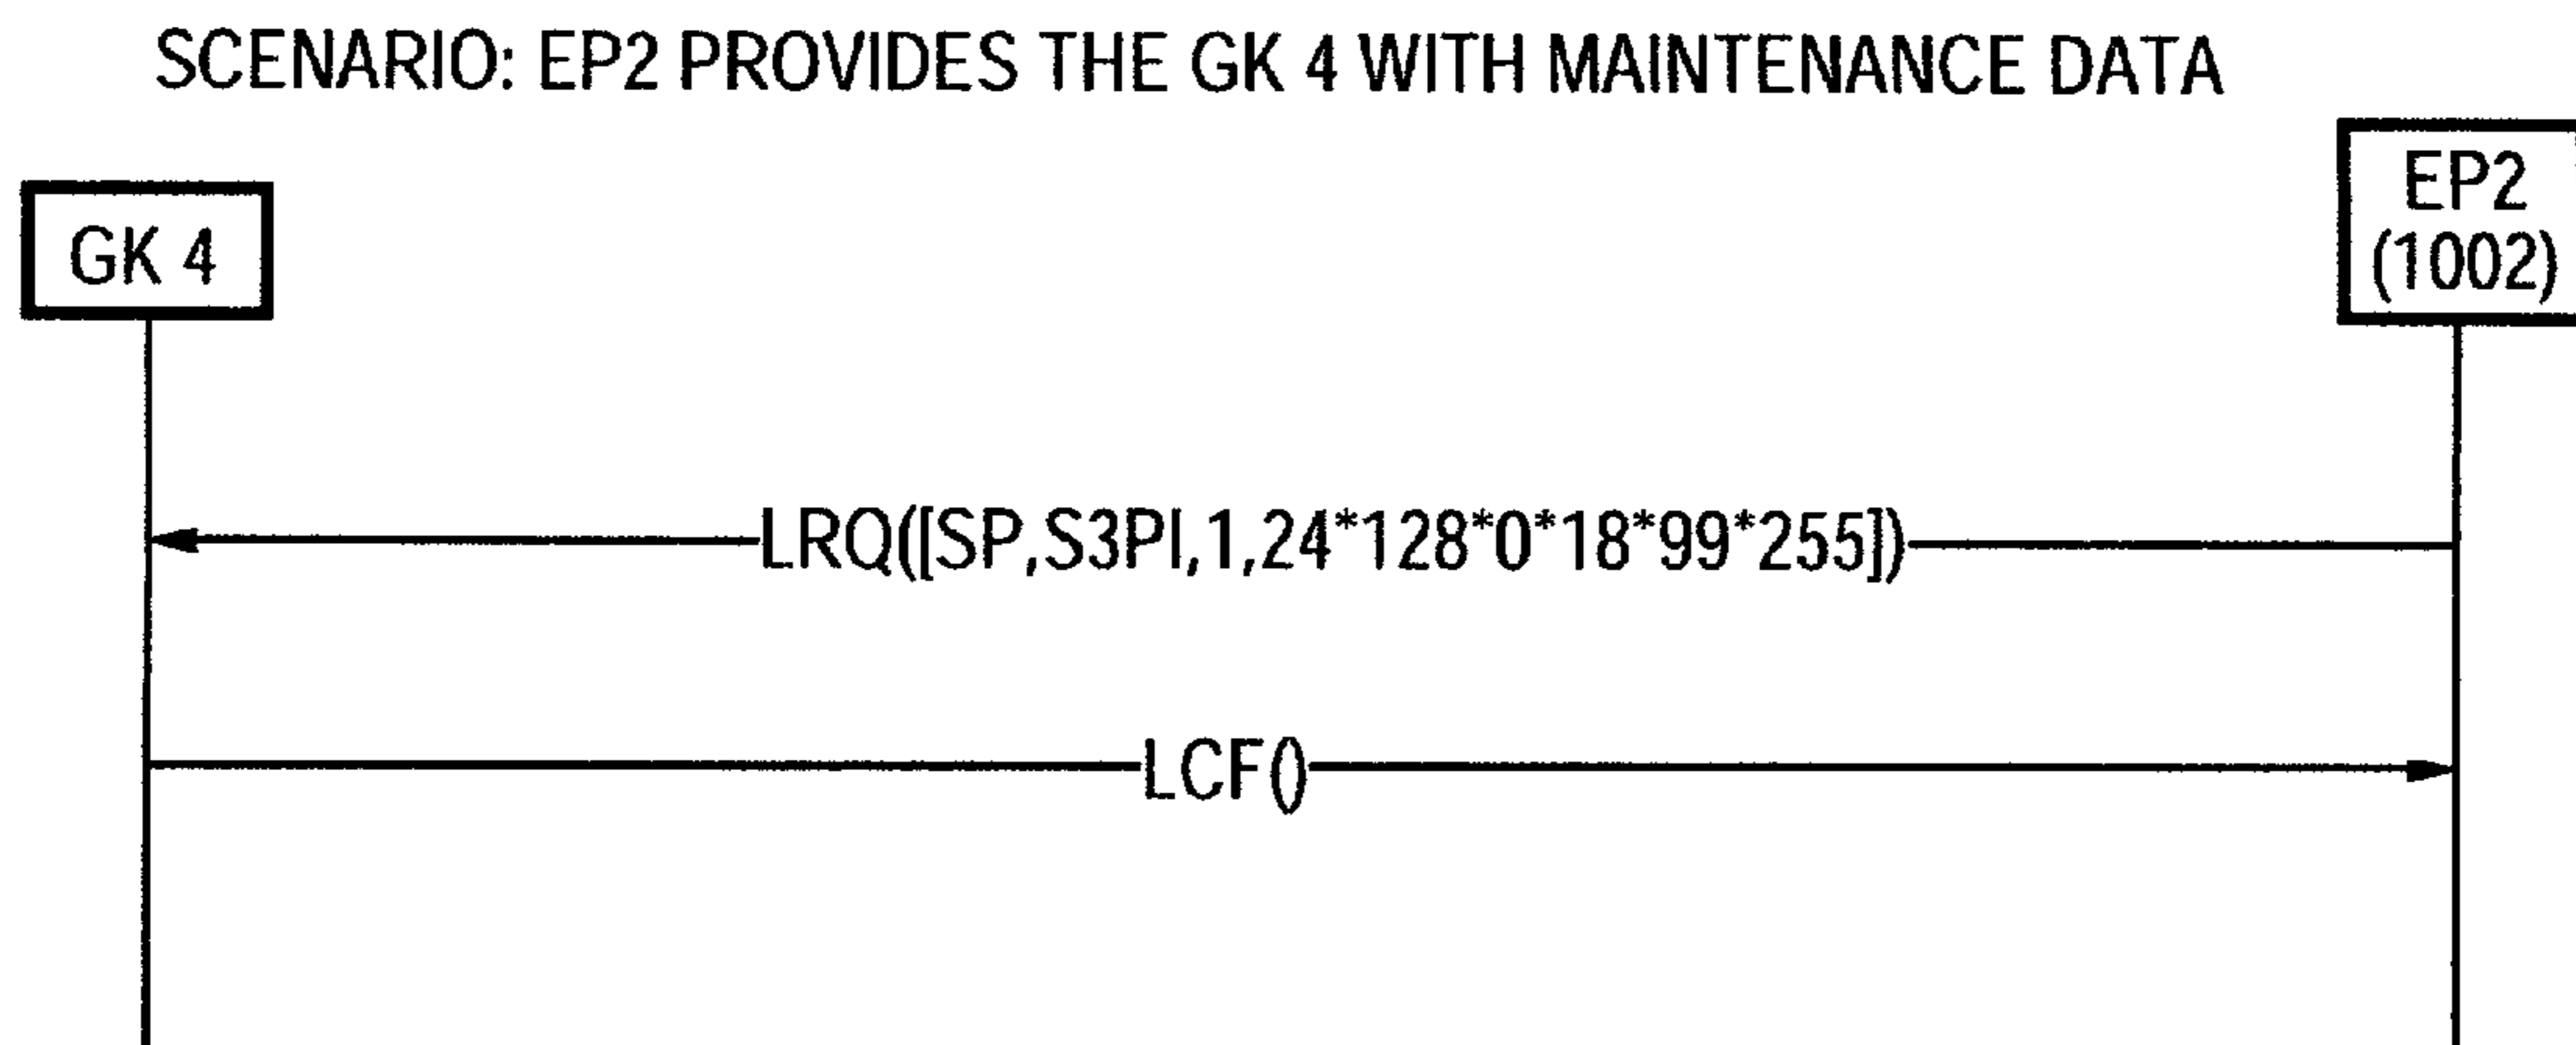 SCENARIO: EP2 PROVIDES THE GK 4 WITH MAINTENANCE DATA
GK 4
EP2
(1002)
LRQ([SP,S3PI,1,24*128*0*18*99*255])
LCF()